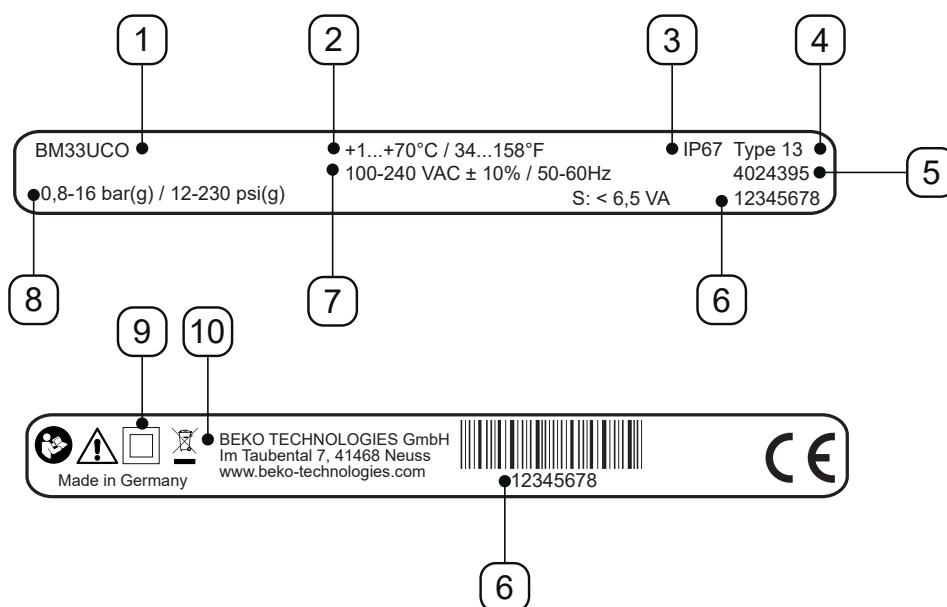 1 2 3 4
BM33UCO +1...+70°C / 34...158°F IP67 Type 13
100-240 VAC ± 10% / 50-60Hz 4024395 5
0,8-16 bar(g) / 12-230 psi(g) S: < 6,5 VA 12345678
8 7 6
9 10
BEKO TECHNOLOGIES GmbH
Im Taubental 7, 41468 Neuss
www.beko-technologies.com
Made in Germany
12345678
CE
6